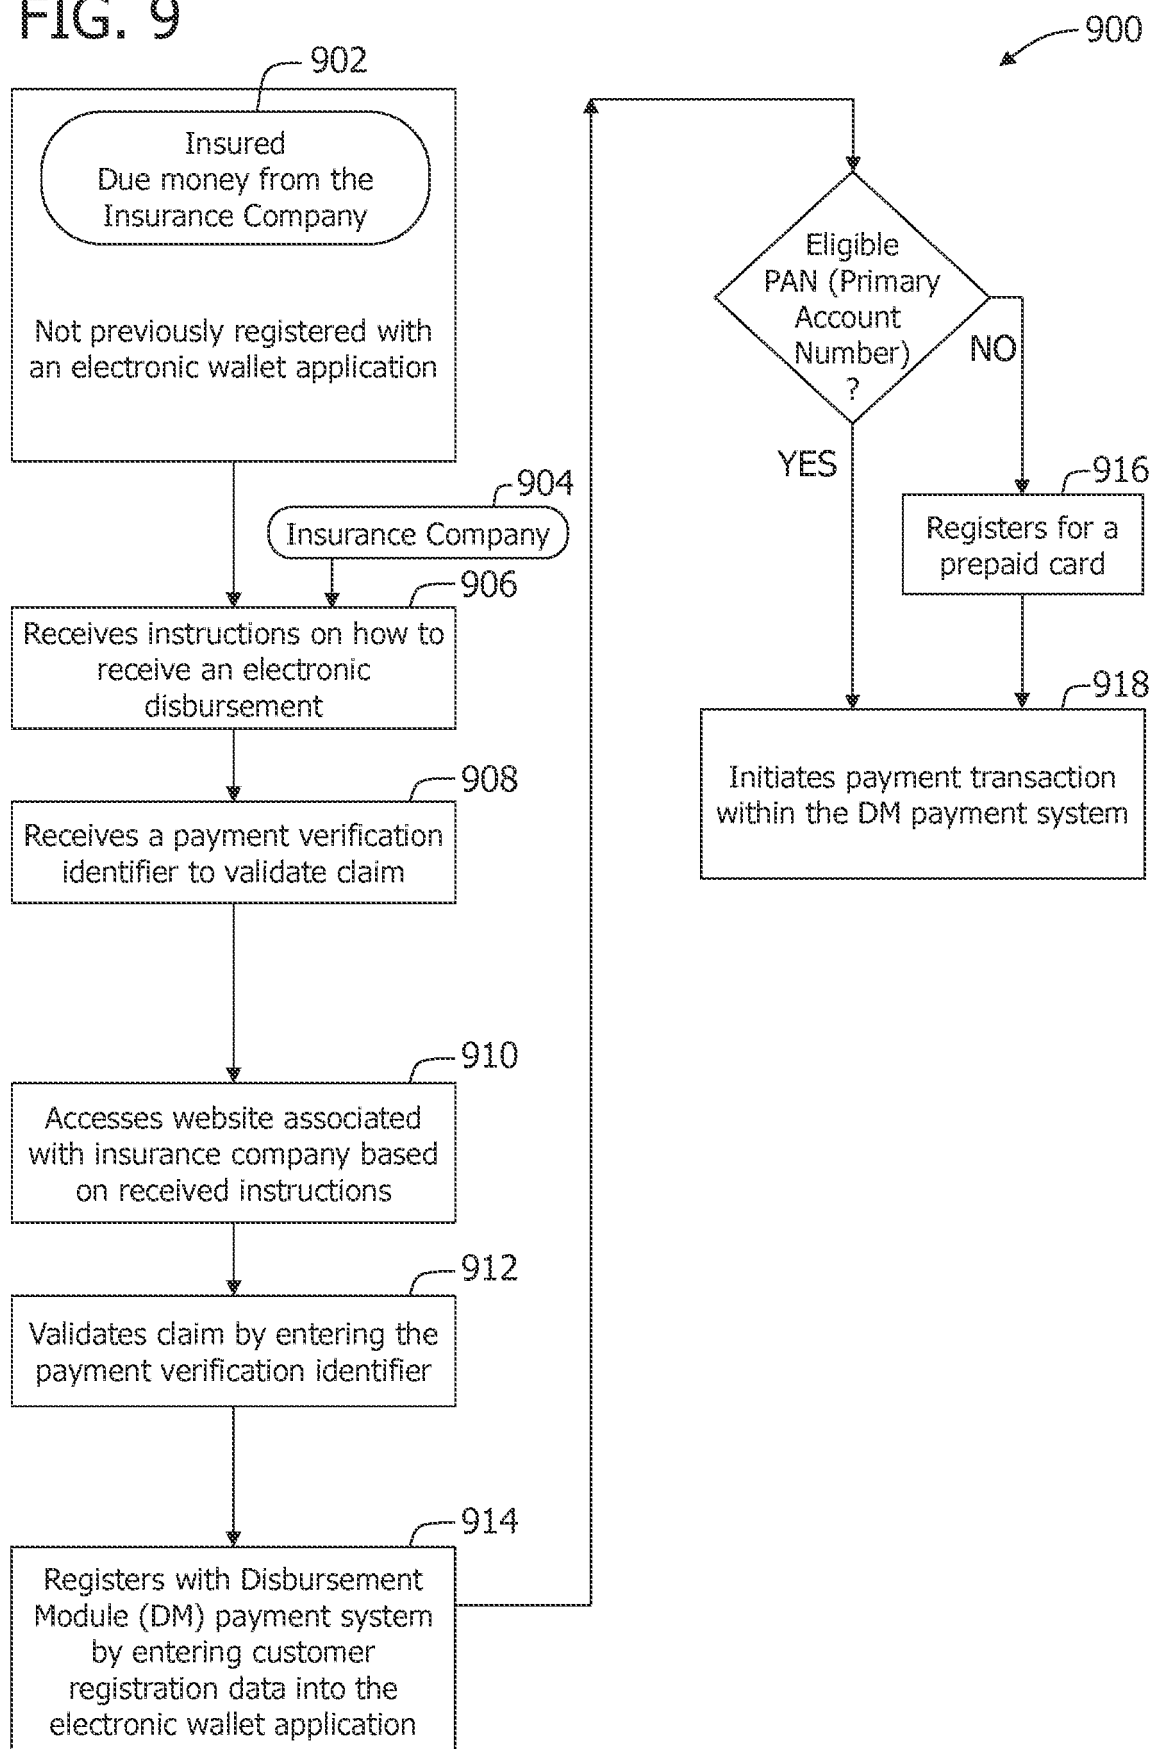 FIG. 9
900
902
Insured
Due money from the
Insurance Company
Not previously registered with
an electronic wallet application
904
Insurance Company
906
Receives instructions on how to
receive an electronic
disbursement
908
Receives a payment verification
identifier to validate claim
910
Accesses website associated
with insurance company based
on received instructions
912
Validates claim by entering the
payment verification identifier
914
Registers with Disbursement
Module (DM) payment system
by entering customer
registration data into the
electronic wallet application
Eligible
PAN (Primary
Account
Number)
?
NO
YES
916
Registers for a
prepaid card
918
Initiates payment transaction
within the DM payment system